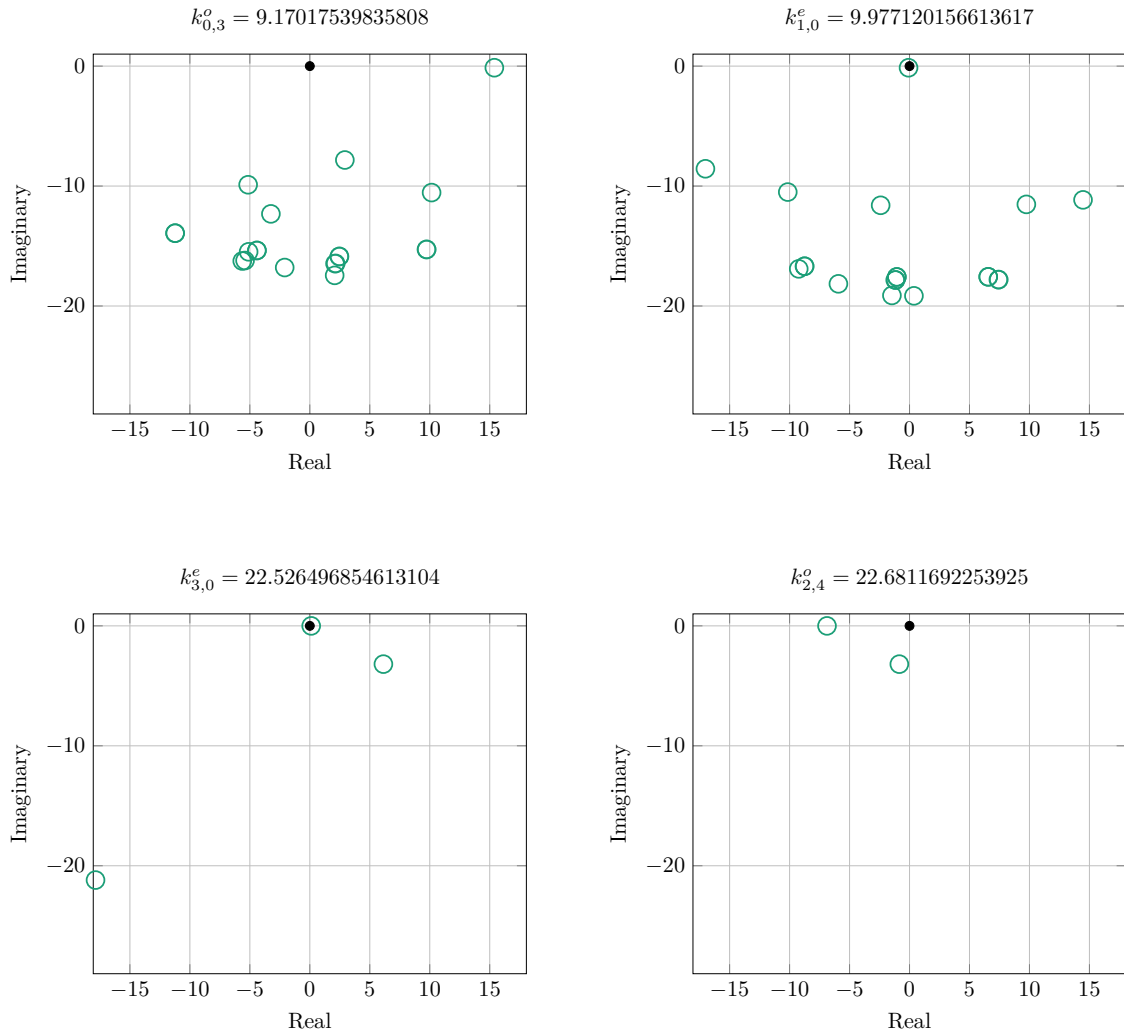 k^o_{0,3} = 9.17017539835808
0
−10
−20
Imaginary
−15 −10 −5 0 5 10 15
Real
k^e_{1,0} = 9.977120156613617
0
−10
−20
Imaginary
−15 −10 −5 0 5 10 15
Real
k^e_{3,0} = 22.526496854613104
0
−10
−20
Imaginary
−15 −10 −5 0 5 10 15
Real
k^o_{2,4} = 22.6811692253925
0
−10
−20
Imaginary
−15 −10 −5 0 5 10 15
Real